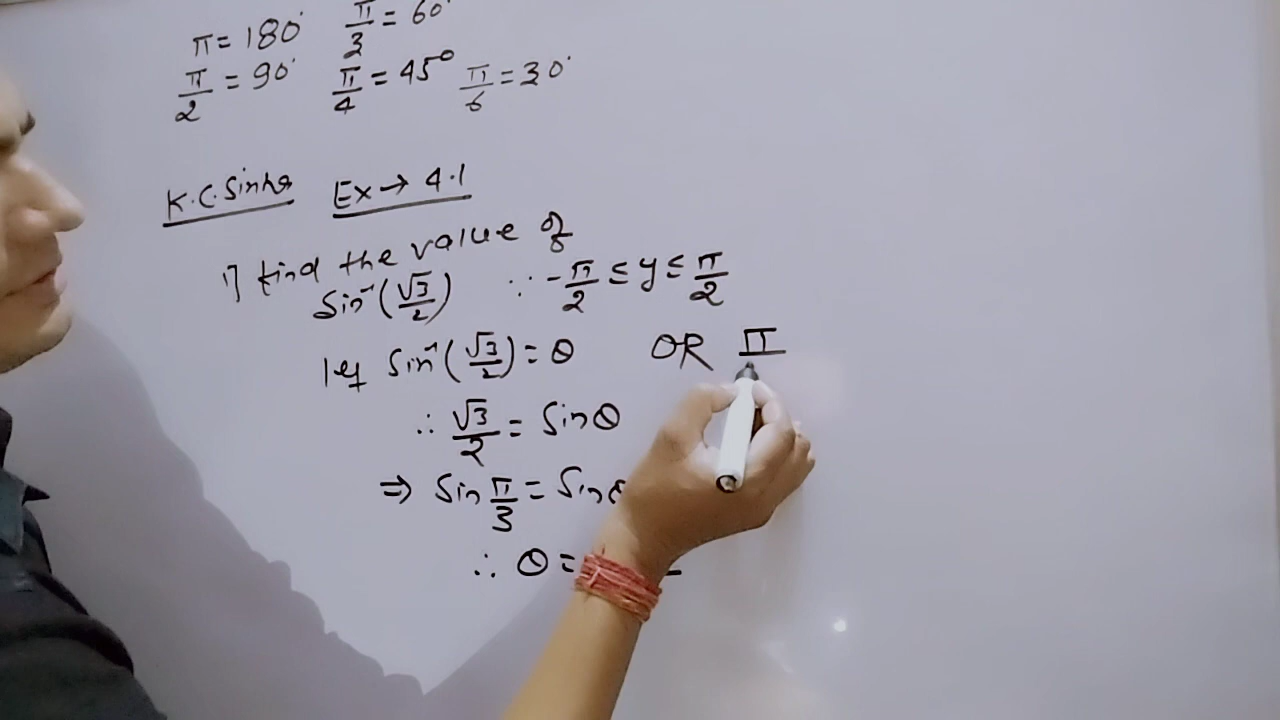 π = 180° π/3 = 60°
π/2 = 90° π/4 = 45° π/6 = 30°
K.C. Sinha Ex → 4.1
1) find the value of
Sin⁻¹(√3/2) ∵ -π/2 ≤ y ≤ π/2
let Sin⁻¹(√3/2) = θ OR π
∴ √3/2 = Sinθ
⇒ Sin π/3 = Sin
∴ θ =